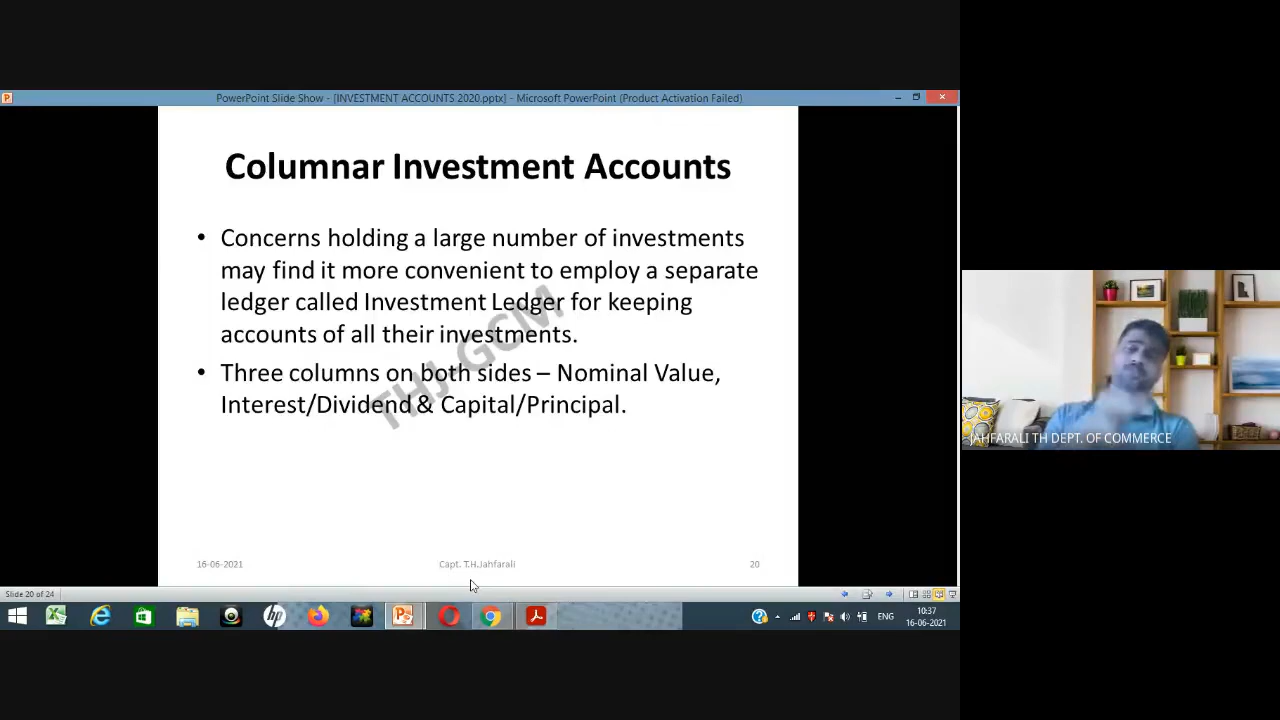 PowerPoint Slide Show - [INVESTMENT ACCOUNTS 2020.pptx] - Microsoft PowerPoint (Product Activation Failed)
Columnar Investment Accounts
• Concerns holding a large number of investments
may find it more convenient to employ a separate
ledger called Investment Ledger for keeping
accounts of all their investments.
• Three columns on both sides – Nominal Value,
Interest/Dividend & Capital/Principal.
THJ-GCM
16-06-2021
Capt. T.H.Jahfarali
20
JAHFARALI TH DEPT. OF COMMERCE
Slide 20 of 24
ENG
10:37
16-06-2021